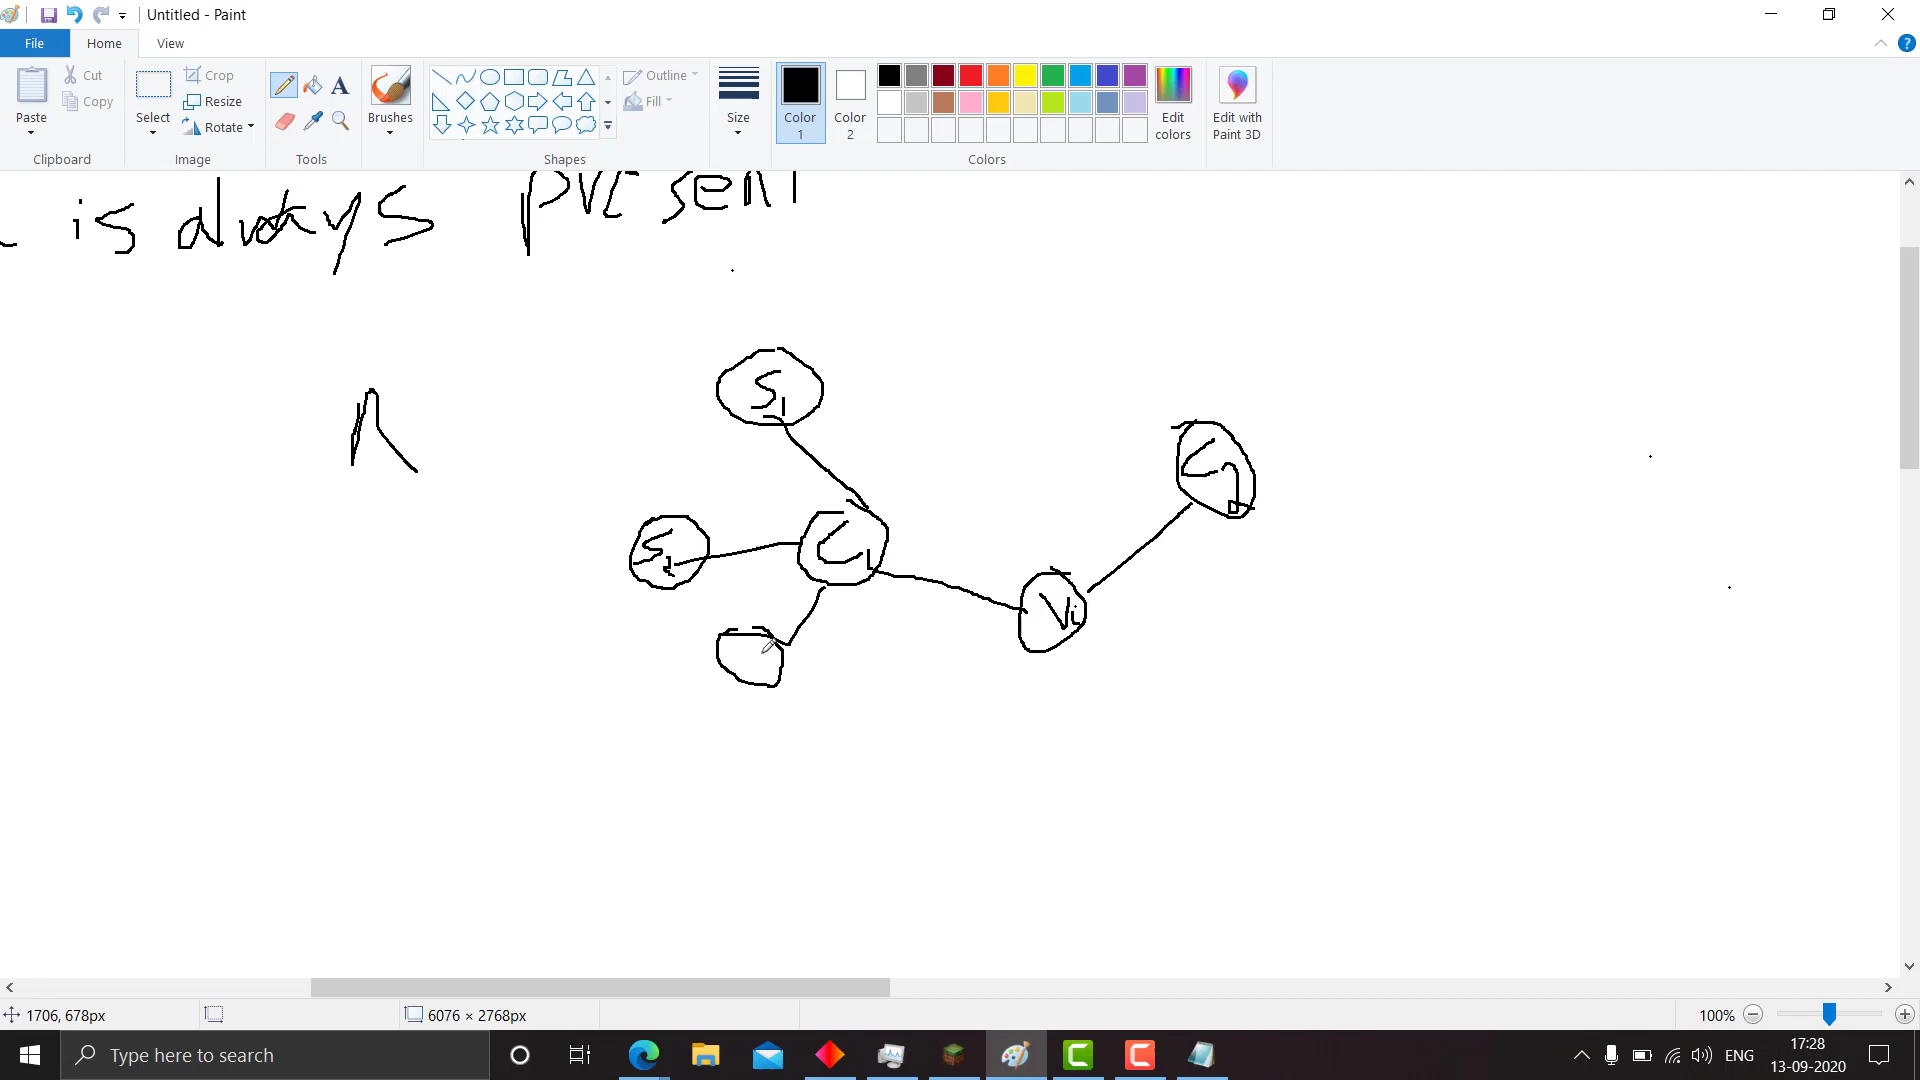 Untitled - Paint
File Home View
Cut
Copy
Paste
Clipboard
Crop
Resize
Rotate
Select
Image
Tools
Brushes
Outline
Fill
Shapes
Size
Color 1
Color 2
Edit colors
Edit with Paint 3D
Colors
is always present
S1
S2
C1
Vi
C2
1706, 678px
6076 × 2768px
100%
Type here to search
ENG
17:28
13-09-2020